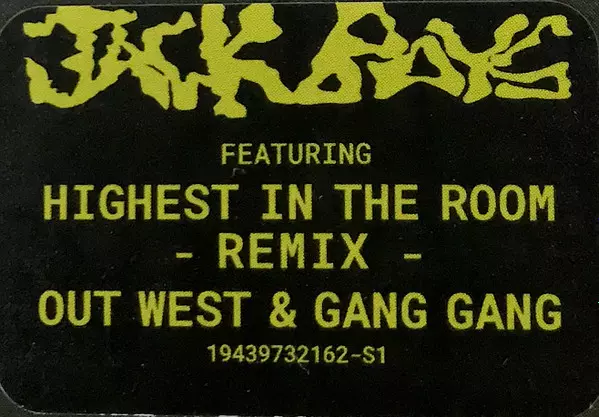 JACKBOYS
FEATURING
HIGHEST IN THE ROOM
- REMIX -
OUT WEST & GANG GANG
19439732162-S1